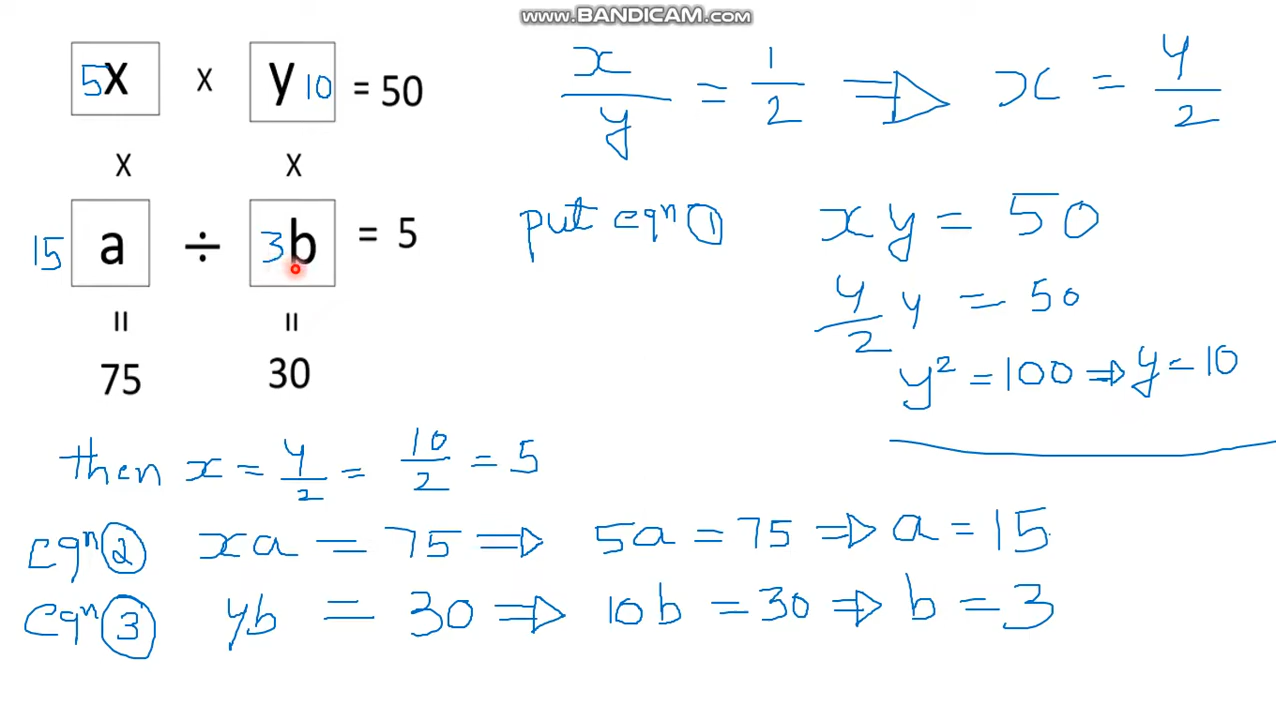 www.BANDICAM.com
5x × y10 = 50
× ×
15 a ÷ 3b = 5
= =
75 30
x/y = 1/2 ⇒ x = y/2
put eqⁿ ① xy = 50
y/2 y = 50
y² = 100 ⇒ y = 10
then x = y/2 = 10/2 = 5
eqⁿ ② xa = 75 ⇒ 5a = 75 ⇒ a = 15
eqⁿ ③ yb = 30 ⇒ 10b = 30 ⇒ b = 3